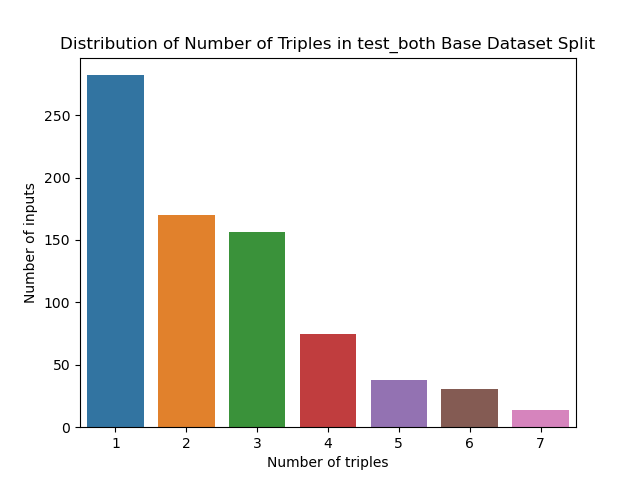 Distribution of Number of Triples in test_both Base Dataset Split
Number of inputs
250
200
150
100
50
0
1 2 3 4 5 6 7
Number of triples